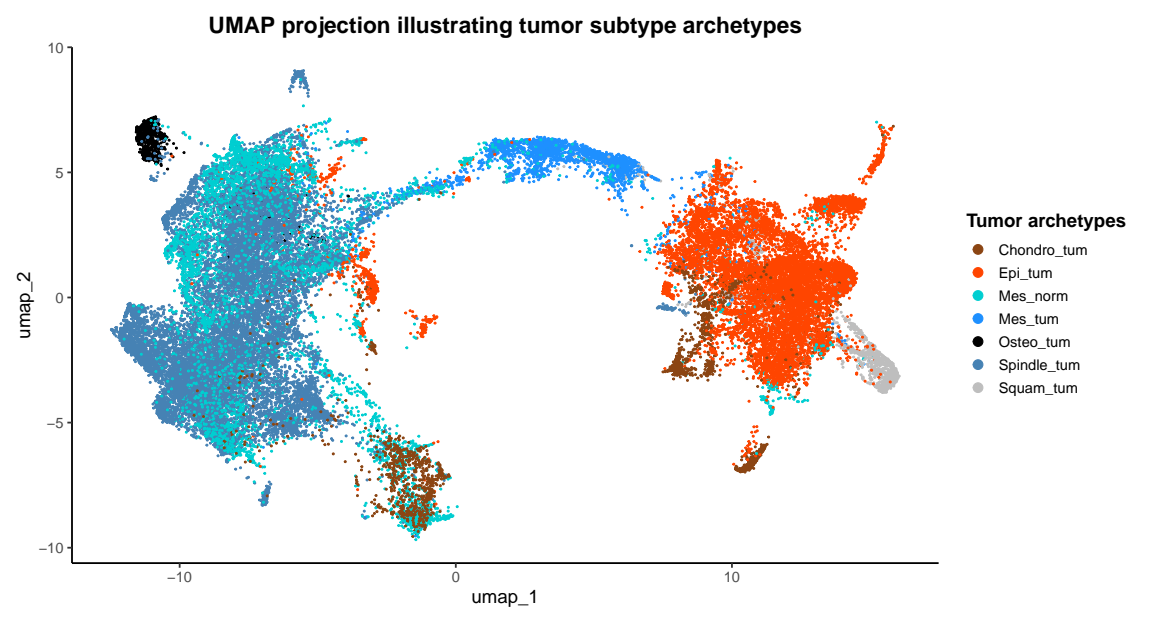 UMAP projection illustrating tumor subtype archetypes
10
5
0
−5
−10
umap_2
−10
0
10
umap_1
Tumor archetypes
Chondro_tum
Epi_tum
Mes_norm
Mes_tum
Osteo_tum
Spindle_tum
Squam_tum